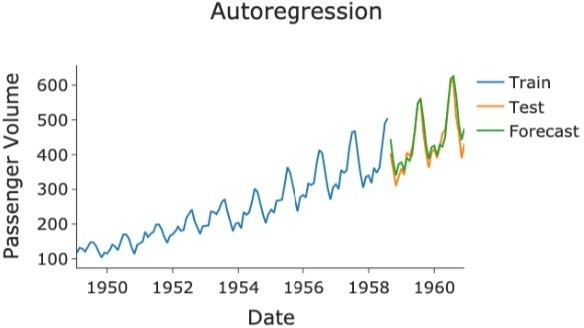 Autoregression
Passenger Volume
600
500
400
300
200
100
1950
1952
1954
1956
1958
1960
Date
Train
Test
Forecast